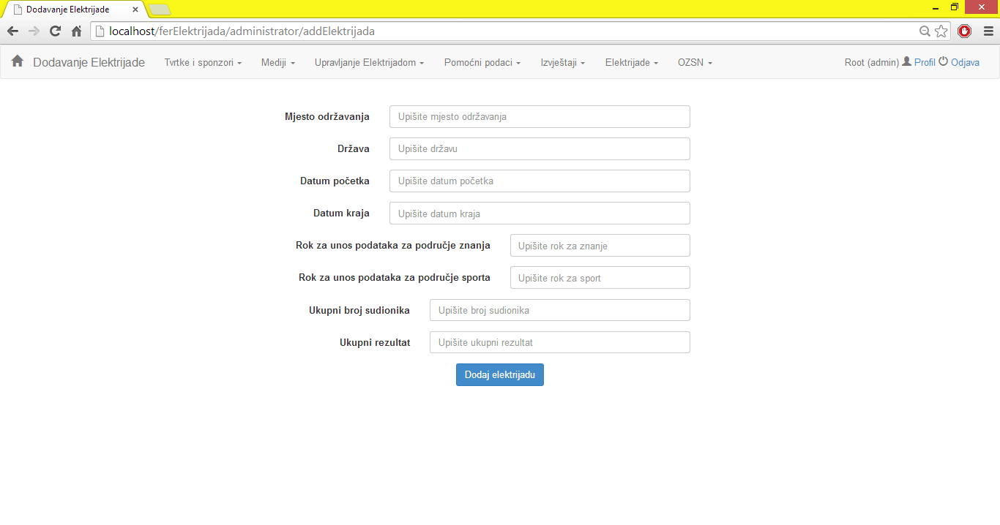 Dodavanje Elektrijade
localhost/ferElektrijada/administrator/addElektrijada
Dodavanje Elektrijade Tvrtke i sponzori Mediji Upravljanje Elektrijadom Pomoćni podaci Izvještaji Elektrijade OZSN Root (admin) Profil Odjava
Mjesto održavanja Upišite mjesto održavanja
Država Upišite državu
Datum početka Upišite datum početka
Datum kraja Upišite datum kraja
Rok za unos podataka za područje znanja Upišite rok za znanje
Rok za unos podataka za područje sporta Upišite rok za sport
Ukupni broj sudionika Upišite broj sudionika
Ukupni rezultat Upišite ukupni rezultat
Dodaj elektrijadu